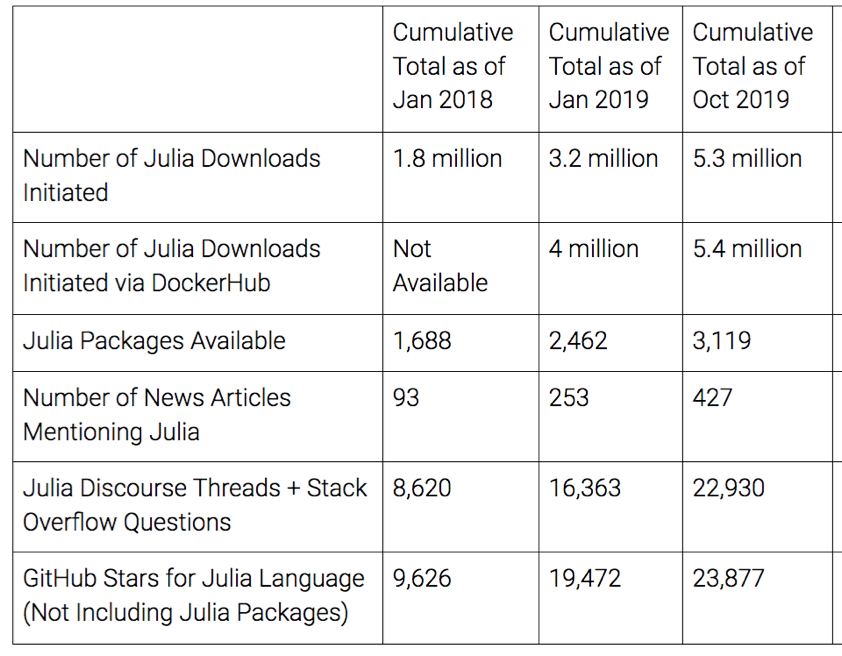 Cumulative Total as of Jan 2018
Cumulative Total as of Jan 2019
Cumulative Total as of Oct 2019
Number of Julia Downloads Initiated
1.8 million
3.2 million
5.3 million
Number of Julia Downloads Initiated via DockerHub
Not Available
4 million
5.4 million
Julia Packages Available
1,688
2,462
3,119
Number of News Articles Mentioning Julia
93
253
427
Julia Discourse Threads + Stack Overflow Questions
8,620
16,363
22,930
GitHub Stars for Julia Language (Not Including Julia Packages)
9,626
19,472
23,877